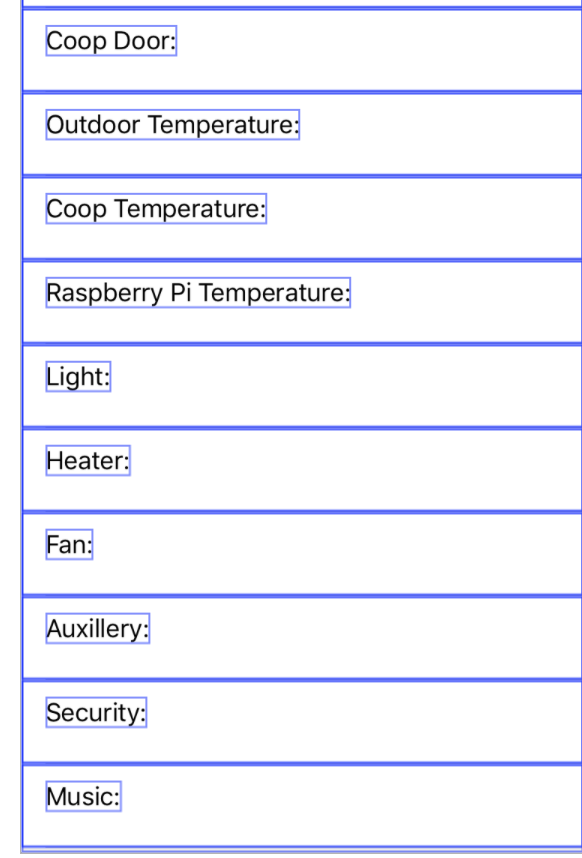 Coop Door:
Outdoor Temperature:
Coop Temperature:
Raspberry Pi Temperature:
Light:
Heater:
Fan:
Auxillery:
Security:
Music: